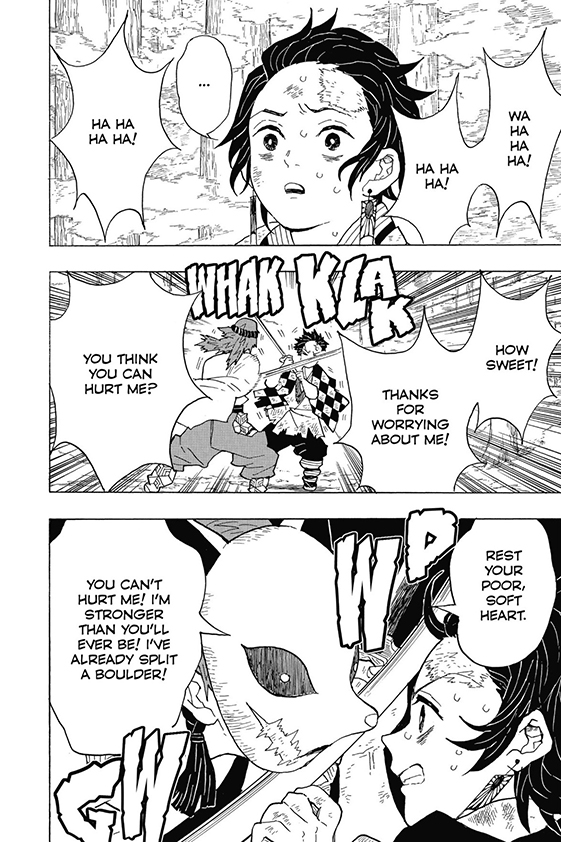 WA
HA
HA
HA!
HA HA
HA!
...
HA HA
HA HA!
HOW
SWEET!
THANKS
FOR
WORRYING
ABOUT ME!
KLAK
WHAK
YOU THINK
YOU CAN
HURT ME?
REST
YOUR
POOR,
SOFT
HEART.
WP
YOU CAN'T
HURT ME! I'M
STRONGER
THAN YOU'LL
EVER BE! I'VE
ALREADY SPLIT
A BOULDER!
GW